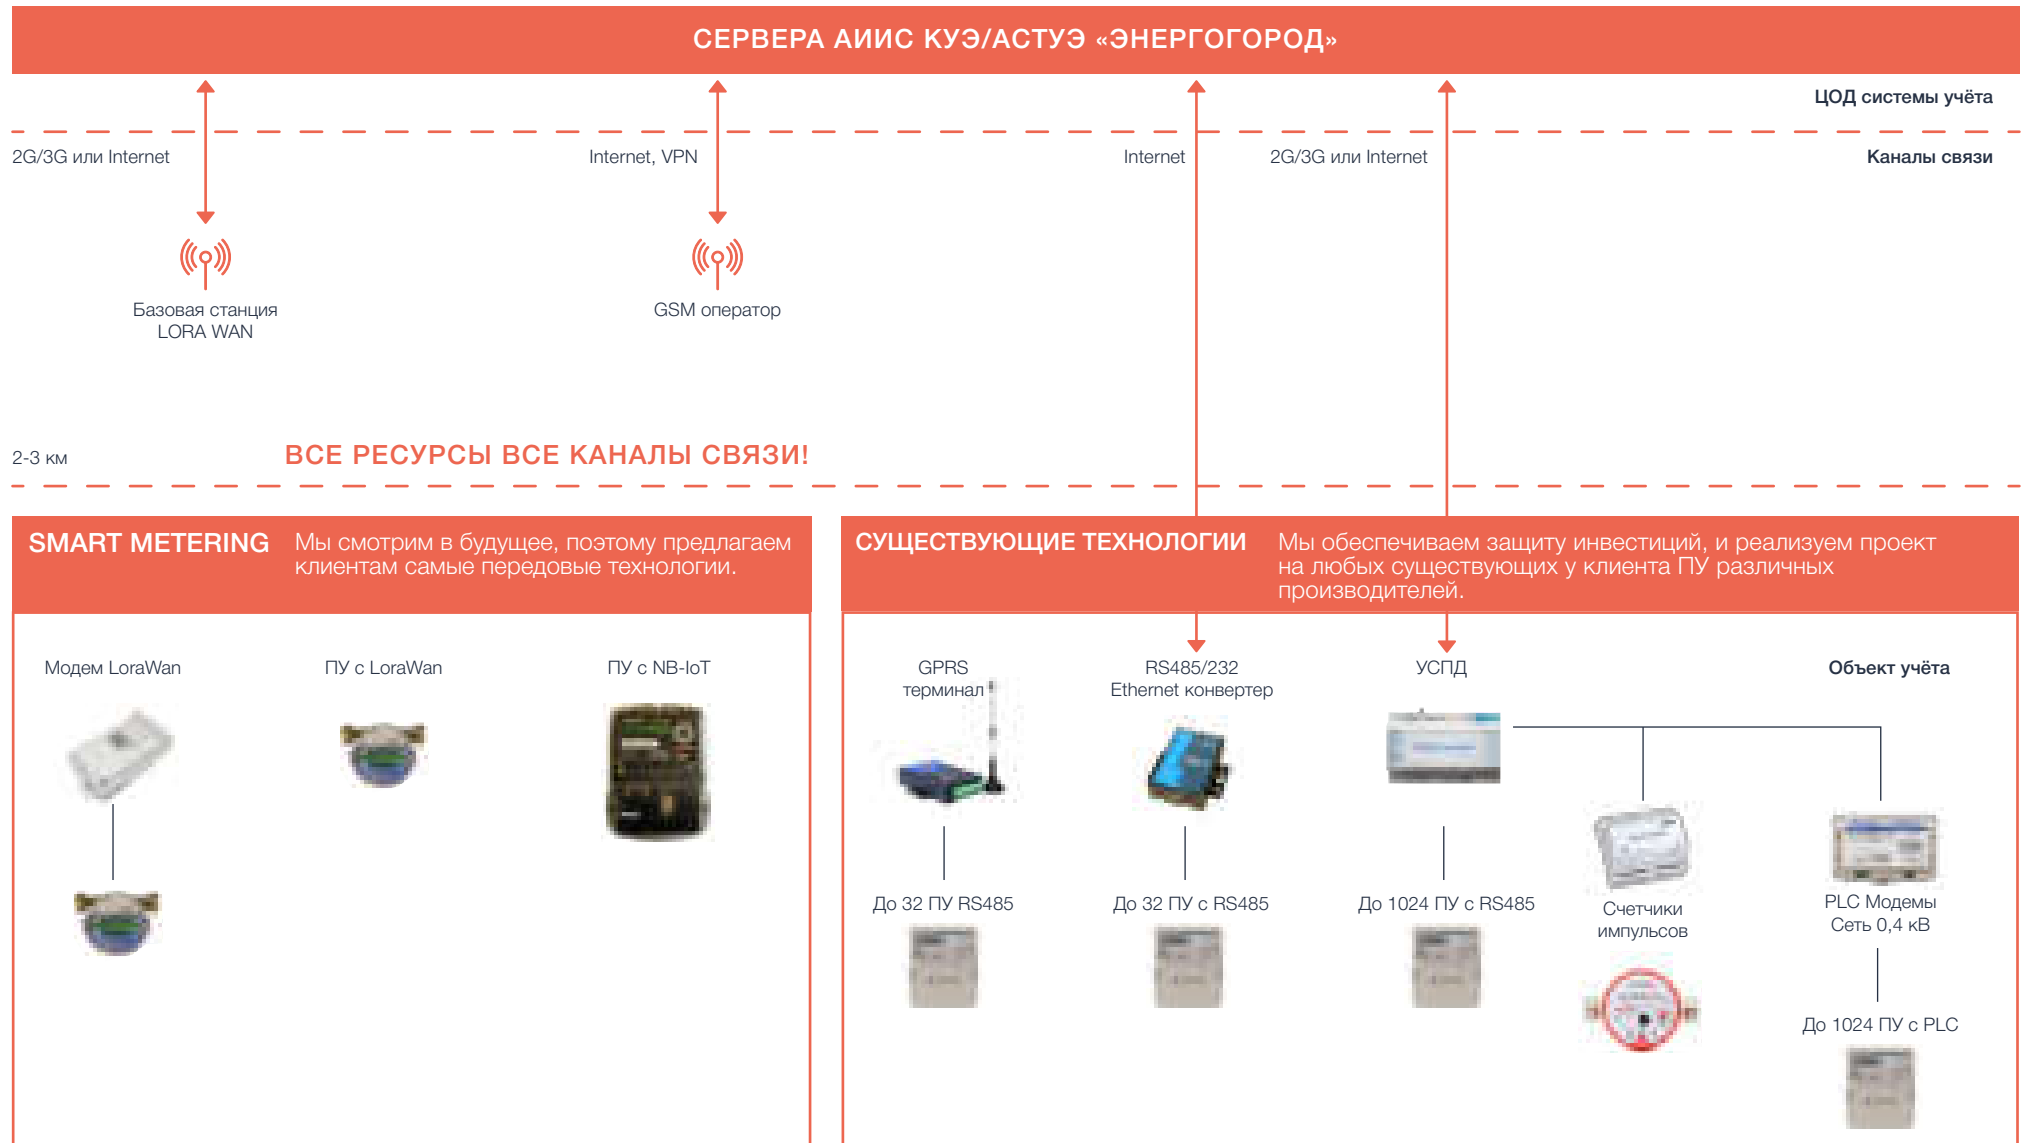 СЕРВЕРА АИИС КУЭ/АСТУЭ «ЭНЕРГОГОРОД»
ЦОД системы учёта
2G/3G или Internet
Internet, VPN
Internet
2G/3G или Internet
Каналы связи
Базовая станция
LORA WAN
GSM оператор
2-3 км
ВСЕ РЕСУРСЫ ВСЕ КАНАЛЫ СВЯЗИ!
SMART METERING
Мы смотрим в будущее, поэтому предлагаем
клиентам самые передовые технологии.
СУЩЕСТВУЮЩИЕ ТЕХНОЛОГИИ
Мы обеспечиваем защиту инвестиций, и реализуем проект
на любых существующих у клиента ПУ различных
производителей.
Модем LoraWan
ПУ с LoraWan
ПУ с NB-IoT
GPRS
терминал
RS485/232
Ethernet конвертер
УСПД
Объект учёта
До 32 ПУ RS485
До 32 ПУ с RS485
До 1024 ПУ с RS485
Счетчики
импульсов
PLC Модемы
Сеть 0,4 кВ
До 1024 ПУ с PLC